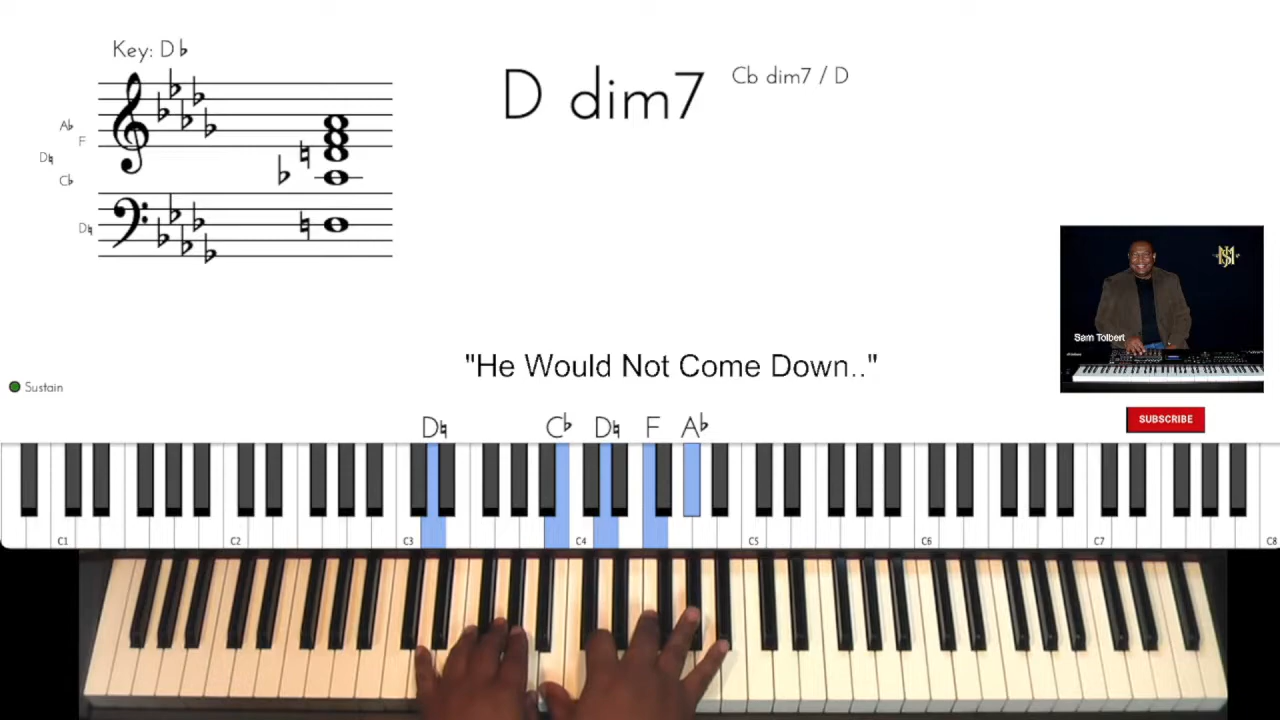 Key: D♭
D dim7
Cb dim7 / D
A♭
F
D♮
C♭
D♮
Sam Tolbert
"He Would Not Come Down.."
Sustain
SUBSCRIBE
D♮ C♭ D♮ F A♭
C1 C2 C3 C4 C5 C6 C7 C8